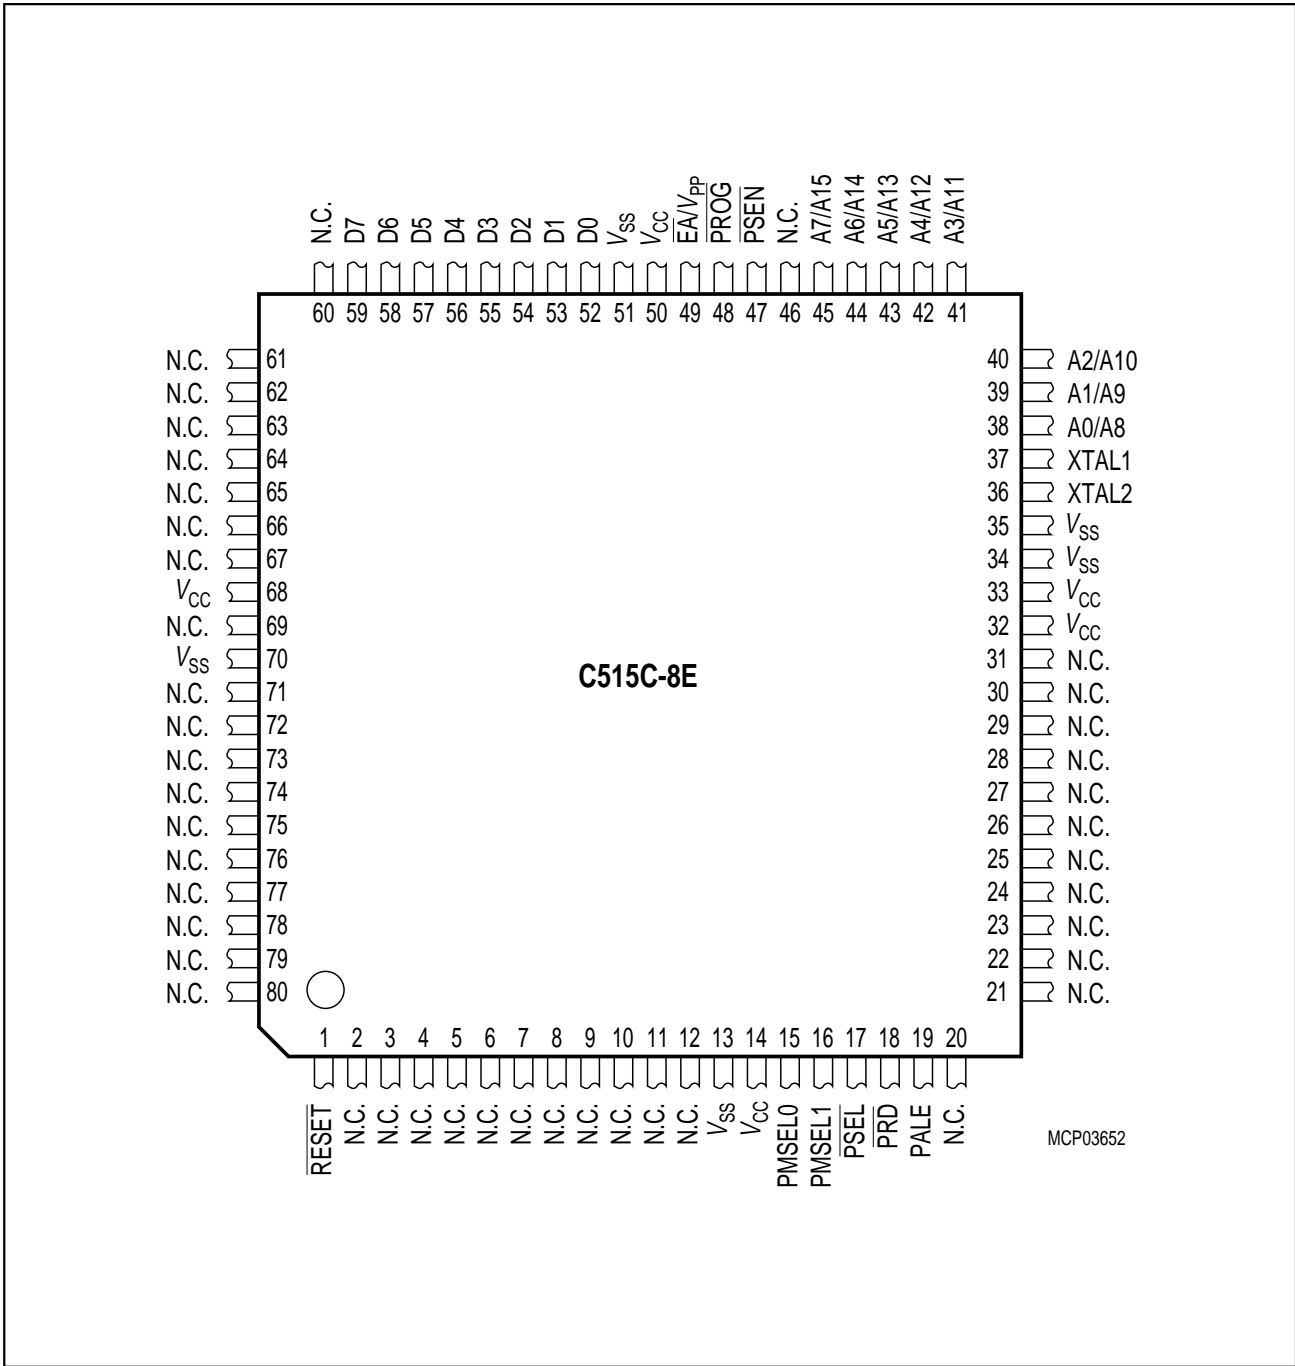 N.C. D7 D6 D5 D4 D3 D2 D1 D0 VSS VCC EA/VPP PROG PSEN N.C. A7/A15 A6/A14 A5/A13 A4/A12 A3/A11
60 59 58 57 56 55 54 53 52 51 50 49 48 47 46 45 44 43 42 41
N.C. 61 40 A2/A10
N.C. 62 39 A1/A9
N.C. 63 38 A0/A8
N.C. 64 37 XTAL1
N.C. 65 36 XTAL2
N.C. 66 35 VSS
N.C. 67 34 VSS
VCC 68 33 VCC
N.C. 69 32 VCC
VSS 70 31 N.C.
C515C-8E
N.C. 71 30 N.C.
N.C. 72 29 N.C.
N.C. 73 28 N.C.
N.C. 74 27 N.C.
N.C. 75 26 N.C.
N.C. 76 25 N.C.
N.C. 77 24 N.C.
N.C. 78 23 N.C.
N.C. 79 22 N.C.
N.C. 80 21 N.C.
1 2 3 4 5 6 7 8 9 10 11 12 13 14 15 16 17 18 19 20
RESET N.C. N.C. N.C. N.C. N.C. N.C. N.C. N.C. N.C. N.C. N.C. VSS VCC PMSEL0 PMSEL1 PSEL PRD PALE N.C.
MCP03652